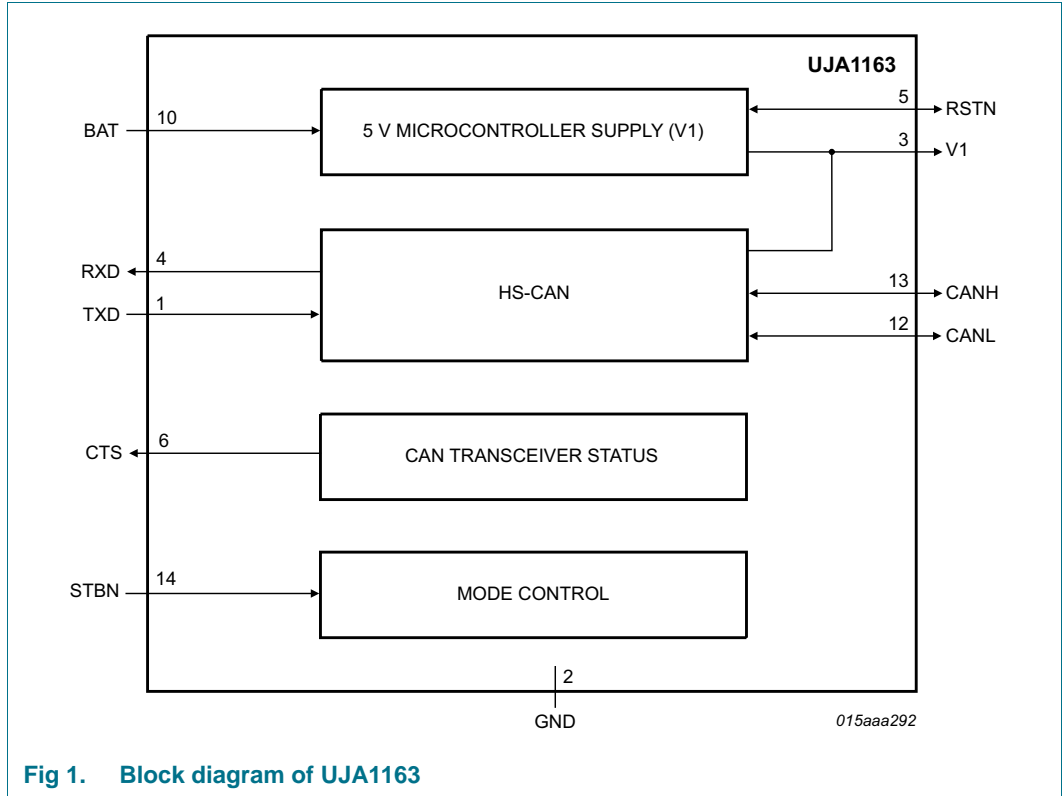 UJA1163
BAT
10
5 V MICROCONTROLLER SUPPLY (V1)
5
RSTN
3
V1
RXD
4
TXD
1
HS-CAN
13
CANH
12
CANL
CTS
6
CAN TRANSCEIVER STATUS
STBN
14
MODE CONTROL
2
GND
015aaa292
Fig 1. Block diagram of UJA1163